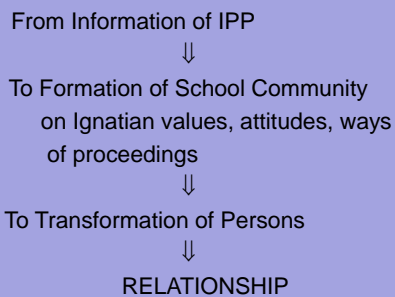 From Information of IPP
⇓
To Formation of School Community
on Ignatian values, attitudes, ways
of proceedings
⇓
To Transformation of Persons
⇓
RELATIONSHIP